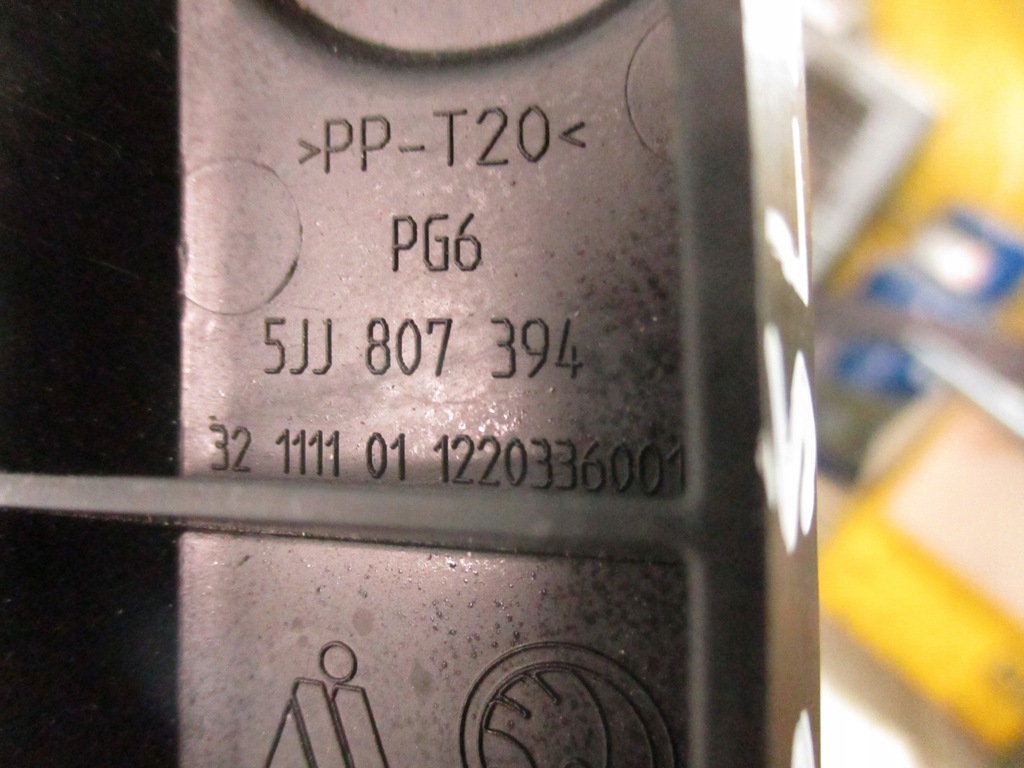 >PP-T20<
PG6
5JJ 807 394
32 1111 01 1220336001